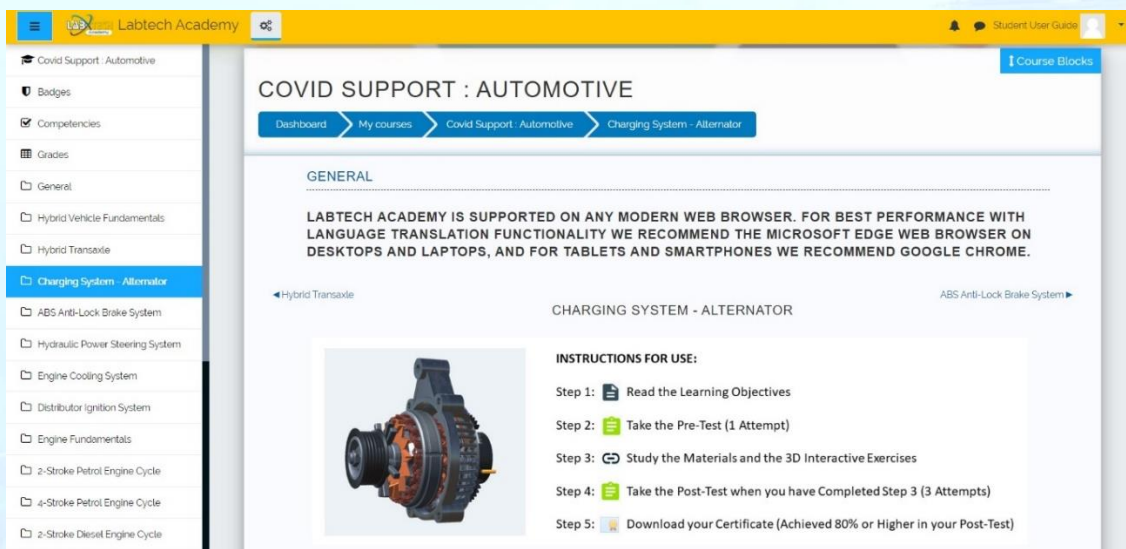 Labtech Academy
Student User Guide
Covid Support : Automotive
Badges
Competencies
Grades
General
Hybrid Vehicle Fundamentals
Hybrid Transaxle
Charging System - Alternator
ABS Anti-Lock Brake System
Hydraulic Power Steering System
Engine Cooling System
Distributor Ignition System
Engine Fundamentals
2-Stroke Petrol Engine Cycle
4-Stroke Petrol Engine Cycle
2-Stroke Diesel Engine Cycle
Course Blocks
COVID SUPPORT : AUTOMOTIVE
Dashboard My courses Covid Support : Automotive Charging System - Alternator
GENERAL
LABTECH ACADEMY IS SUPPORTED ON ANY MODERN WEB BROWSER. FOR BEST PERFORMANCE WITH
LANGUAGE TRANSLATION FUNCTIONALITY WE RECOMMEND THE MICROSOFT EDGE WEB BROWSER ON
DESKTOPS AND LAPTOPS, AND FOR TABLETS AND SMARTPHONES WE RECOMMEND GOOGLE CHROME.
◄Hybrid Transaxle
ABS Anti-Lock Brake System►
CHARGING SYSTEM - ALTERNATOR
INSTRUCTIONS FOR USE:
Step 1: Read the Learning Objectives
Step 2: Take the Pre-Test (1 Attempt)
Step 3: Study the Materials and the 3D Interactive Exercises
Step 4: Take the Post-Test when you have Completed Step 3 (3 Attempts)
Step 5: Download your Certificate (Achieved 80% or Higher in your Post-Test)